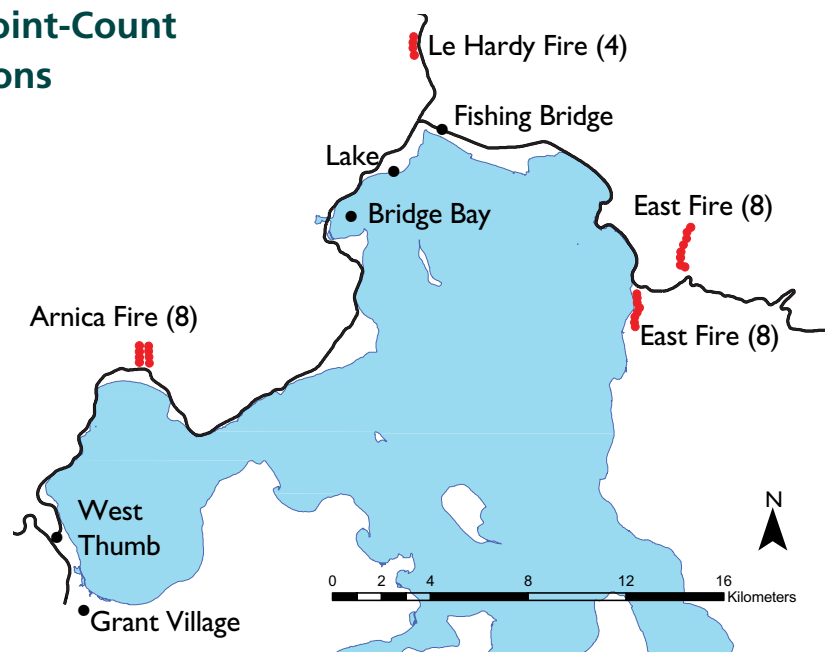 oint-Count
ons
Le Hardy Fire (4)
Fishing Bridge
Lake
Bridge Bay
East Fire (8)
Arnica Fire (8)
East Fire (8)
West
Thumb
N
0 2 4 8 12 16
Kilometers
Grant Village